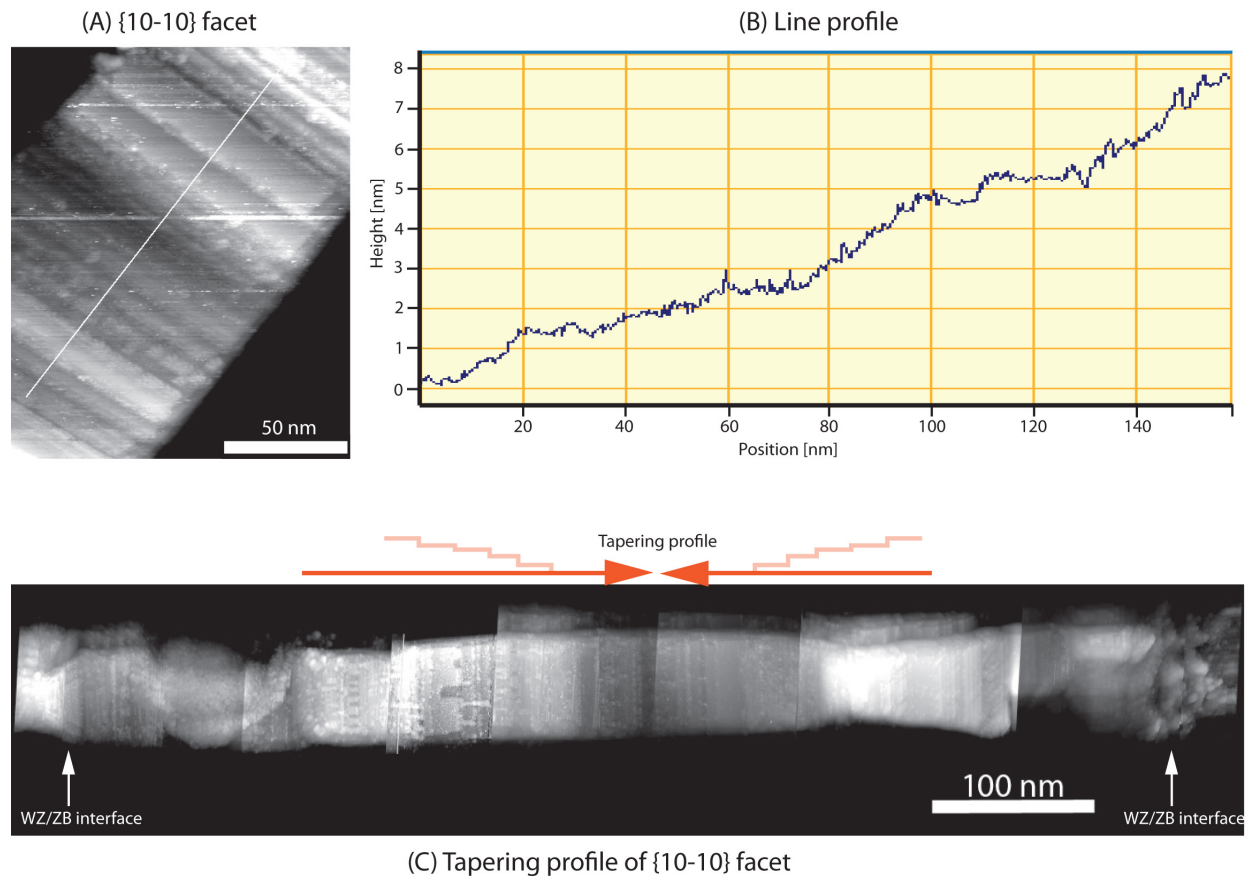 (A) {10-10} facet
50 nm
(B) Line profile
8
7
6
5
4
3
2
1
0
Height [nm]
20
40
60
80
100
120
140
Position [nm]
Tapering profile
WZ/ZB interface
100 nm
WZ/ZB interface
(C) Tapering profile of {10-10} facet